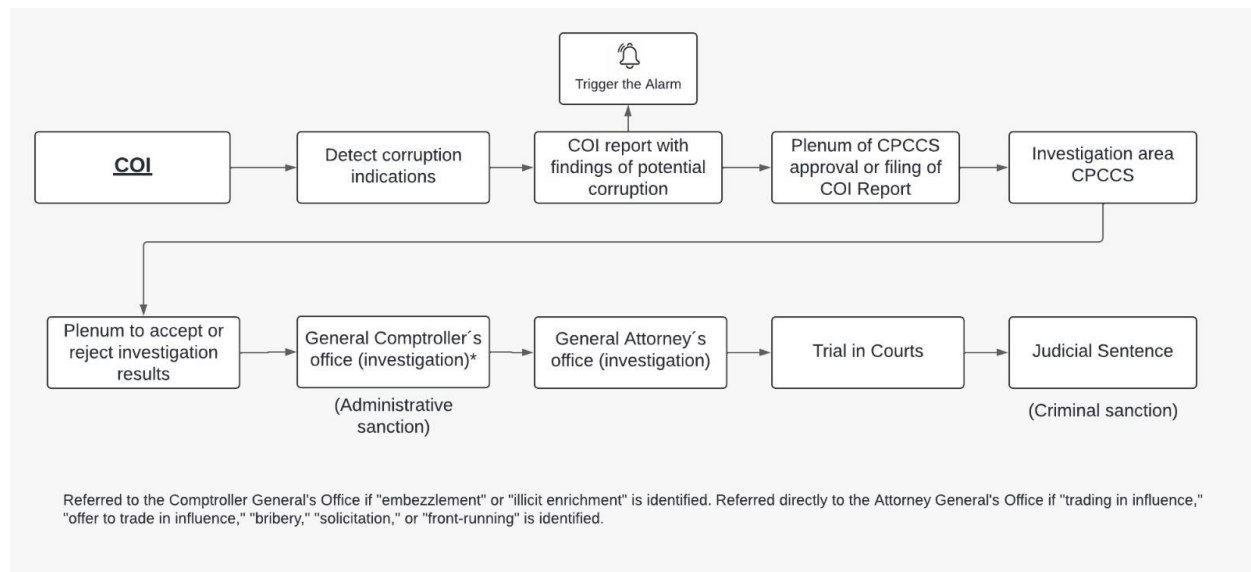 Trigger the Alarm
COI
Detect corruption
indications
COI report with
findings of potential
corruption
Plenum of CPCCS
approval or filing of
COI Report
Investigation area
CPCCS
Plenum to accept or
reject investigation
results
General Comptroller´s
office (investigation)*
(Administrative
sanction)
General Attorney´s
office (investigation)
Trial in Courts
Judicial Sentence
(Criminal sanction)
Referred to the Comptroller General's Office if "embezzlement" or "illicit enrichment" is identified. Referred directly to the Attorney General's Office if "trading in influence,"
"offer to trade in influence," "bribery," "solicitation," or "front-running" is identified.